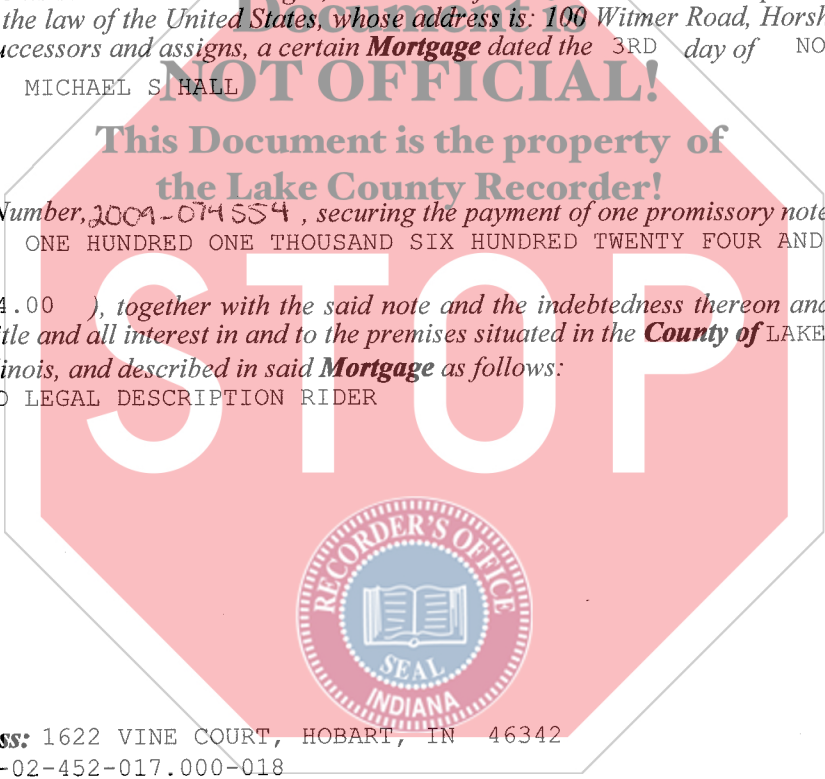 Document is
the law of the United States, whose address is: 100 Witmer Road, Horsh
uccessors and assigns, a certain Mortgage dated the 3RD day of NO
MICHAEL S HALL
NOT OFFICIAL!
This Document is the property of
the Lake County Recorder!
Number, 2009-074554 , securing the payment of one promissory note
ONE HUNDRED ONE THOUSAND SIX HUNDRED TWENTY FOUR AND
STOP
4.00 ), together with the said note and the indebtedness thereon and
tle and all interest in and to the premises situated in the County of LAKE
linois, and described in said Mortgage as follows:
D LEGAL DESCRIPTION RIDER
RECORDER'S OFFICE
SEAL
INDIANA
ss: 1622 VINE COURT, HOBART, IN 46342
-02-452-017.000-018